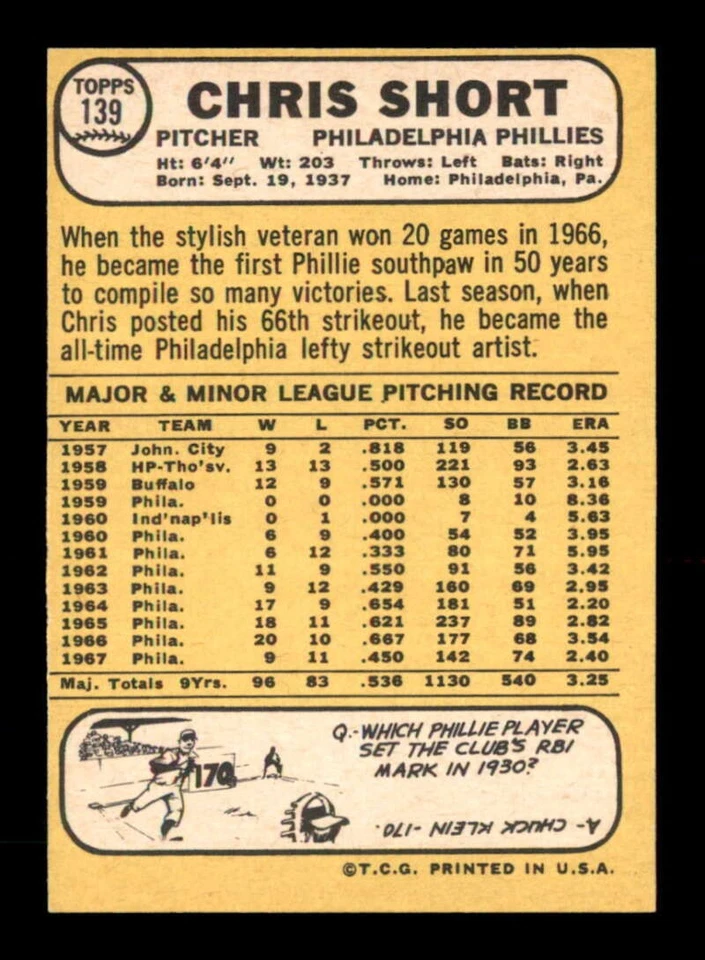 TOPPS
139
CHRIS SHORT
PITCHER PHILADELPHIA PHILLIES
Ht: 6'4" Wt: 203 Throws: Left Bats: Right
Born: Sept. 19, 1937 Home: Philadelphia, Pa.
When the stylish veteran won 20 games in 1966,
he became the first Phillie southpaw in 50 years
to compile so many victories. Last season, when
Chris posted his 66th strikeout, he became the
all-time Philadelphia lefty strikeout artist.
MAJOR & MINOR LEAGUE PITCHING RECORD
YEAR TEAM W L PCT. SO BB ERA
1957 John. City 9 2 .818 119 56 3.45
1958 HP-Tho'sv. 13 13 .500 221 93 2.63
1959 Buffalo 12 9 .571 130 57 3.16
1959 Phila. 0 0 .000 8 10 8.36
1960 Ind'nap'lis 0 1 .000 7 4 5.63
1960 Phila. 6 9 .400 54 52 3.95
1961 Phila. 6 12 .333 80 71 5.95
1962 Phila. 11 9 .550 91 56 3.42
1963 Phila. 9 12 .429 160 69 2.95
1964 Phila. 17 9 .654 181 51 2.20
1965 Phila. 18 11 .621 237 89 2.82
1966 Phila. 20 10 .667 177 68 3.54
1967 Phila. 9 11 .450 142 74 2.40
Maj. Totals 9Yrs. 96 83 .536 1130 540 3.25
170
Q.-WHICH PHILLIE PLAYER
SET THE CLUB'S RBI
MARK IN 1930?
A- CHUCK KLEIN -170.
©T.C.G. PRINTED IN U.S.A.